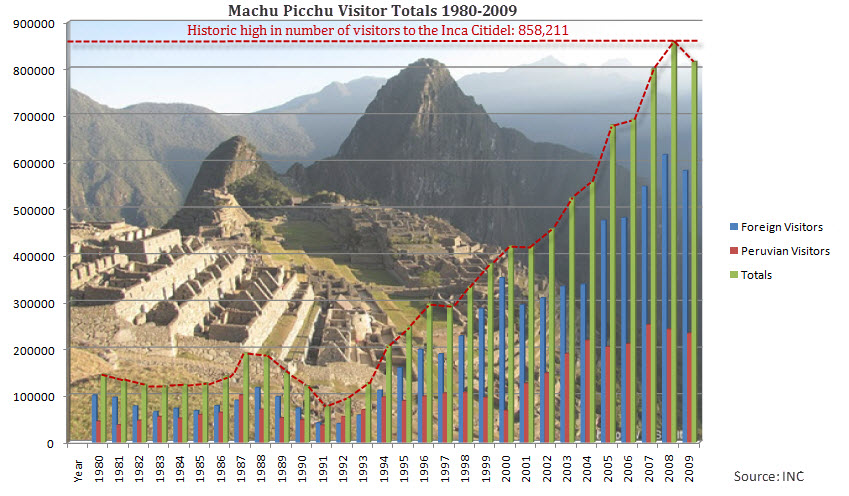 Machu Picchu Visitor Totals 1980-2009
Historic high in number of visitors to the Inca Citidel: 858,211
900000
800000
700000
600000
500000
400000
300000
200000
100000
0
Year 1980 1981 1982 1983 1984 1985 1986 1987 1988 1989 1990 1991 1992 1993 1994 1995 1996 1997 1998 1999 2000 2001 2002 2003 2004 2005 2006 2007 2008 2009
Foreign Visitors
Peruvian Visitors
Totals
Source: INC